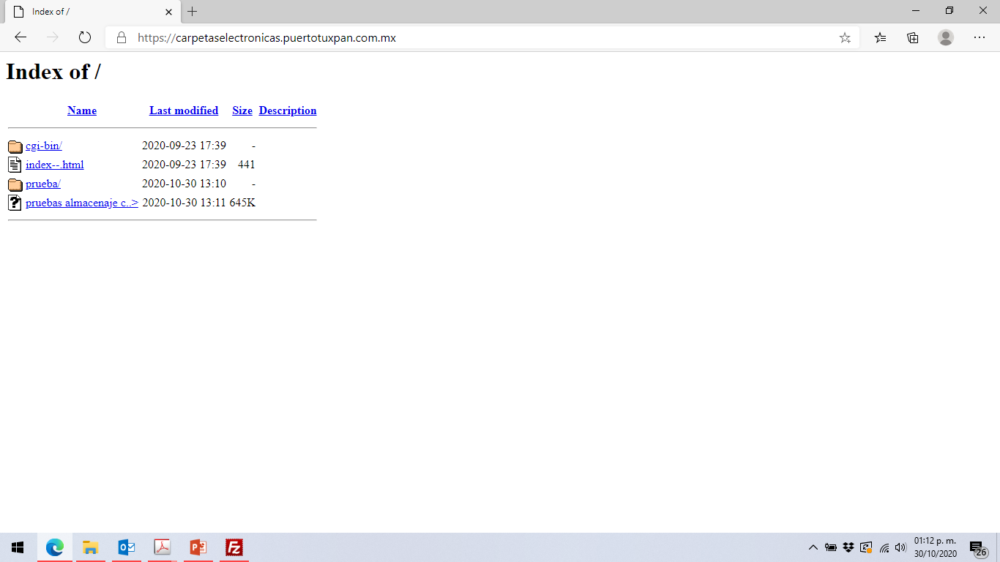 Index of /
https://carpetaselectronicas.puertotuxpan.com.mx
Index of /
Name Last modified Size Description
cgi-bin/ 2020-09-23 17:39 -
index--.html 2020-09-23 17:39 441
prueba/ 2020-10-30 13:10 -
pruebas almacenaje c..> 2020-10-30 13:11 645K
01:12 p. m.
30/10/2020
26